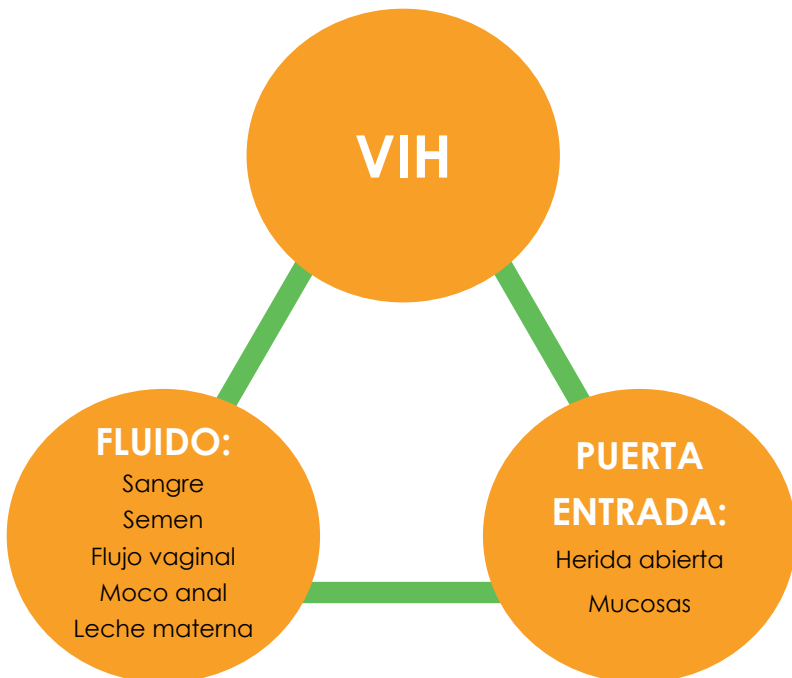 VIH
FLUIDO:
Sangre
Semen
Flujo vaginal
Moco anal
Leche materna
PUERTA
ENTRADA:
Herida abierta
Mucosas